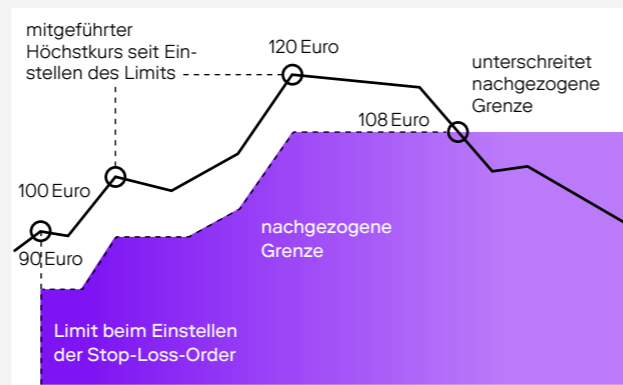 mitgeführter
Höchstkurs seit Ein-
stellen des Limits
120 Euro
unterschreitet
nachgezogene
Grenze
108 Euro
100 Euro
90 Euro
nachgezogene
Grenze
Limit beim Einstellen
der Stop-Loss-Order